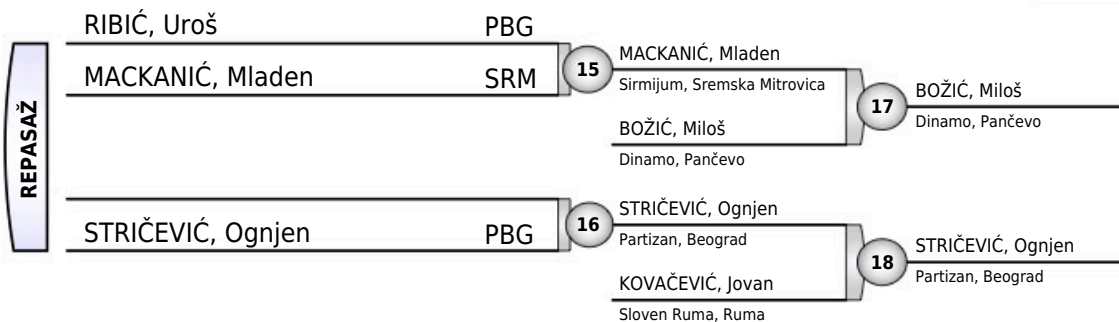 REPASAŽ
RIBIĆ, Uroš PBG
MACKANIĆ, Mladen SRM
15
MACKANIĆ, Mladen
Sirmijum, Sremska Mitrovica
BOŽIĆ, Miloš
Dinamo, Pančevo
17
BOŽIĆ, Miloš
Dinamo, Pančevo
STRIČEVIĆ, Ognjen PBG
16
STRIČEVIĆ, Ognjen
Partizan, Beograd
KOVAČEVIĆ, Jovan
Sloven Ruma, Ruma
18
STRIČEVIĆ, Ognjen
Partizan, Beograd